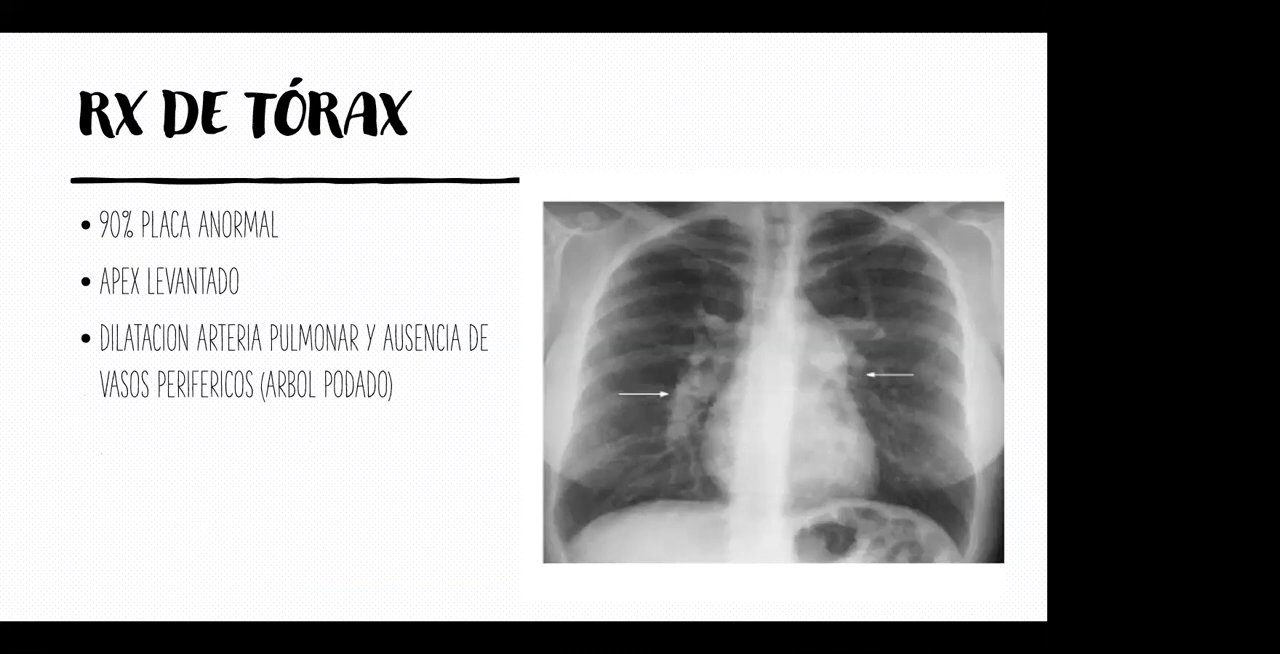 RX DE TÓRAX
• 90% PLACA ANORMAL
• APEX LEVANTADO
• DILATACION ARTERIA PULMONAR Y AUSENCIA DE
VASOS PERIFERICOS (ARBOL PODADO)